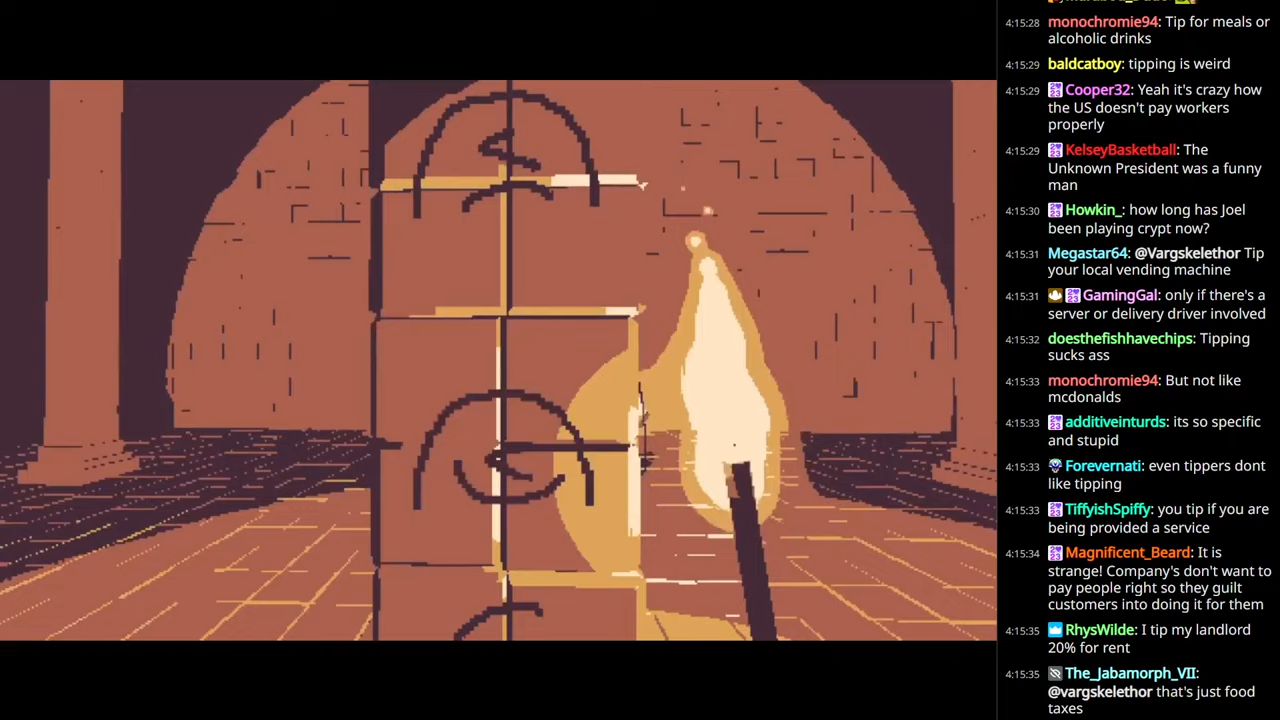 4:15:28 monochromie94: Tip for meals or
alcoholic drinks
4:15:29 baldcatboy: tipping is weird
4:15:29 Cooper32: Yeah it's crazy how
the US doesn't pay workers
properly
4:15:29 KelseyBasketball: The
Unknown President was a funny
man
4:15:30 Howkin_: how long has Joel
been playing crypt now?
4:15:31 Megastar64: @Vargskelethor Tip
your local vending machine
4:15:31 GamingGal: only if there's a
server or delivery driver involved
4:15:32 doesthefishhavechips: Tipping
sucks ass
4:15:33 monochromie94: But not like
mcdonalds
4:15:33 additiveinturds: its so specific
and stupid
4:15:33 Forevernati: even tippers dont
like tipping
4:15:33 TiffyishSpiffy: you tip if you are
being provided a service
4:15:34 Magnificent_Beard: It is
strange! Company's don't want to
pay people right so they guilt
customers into doing it for them
4:15:35 RhysWilde: I tip my landlord
20% for rent
4:15:35 The_Jabamorph_VII:
@vargskelethor that's just food
taxes